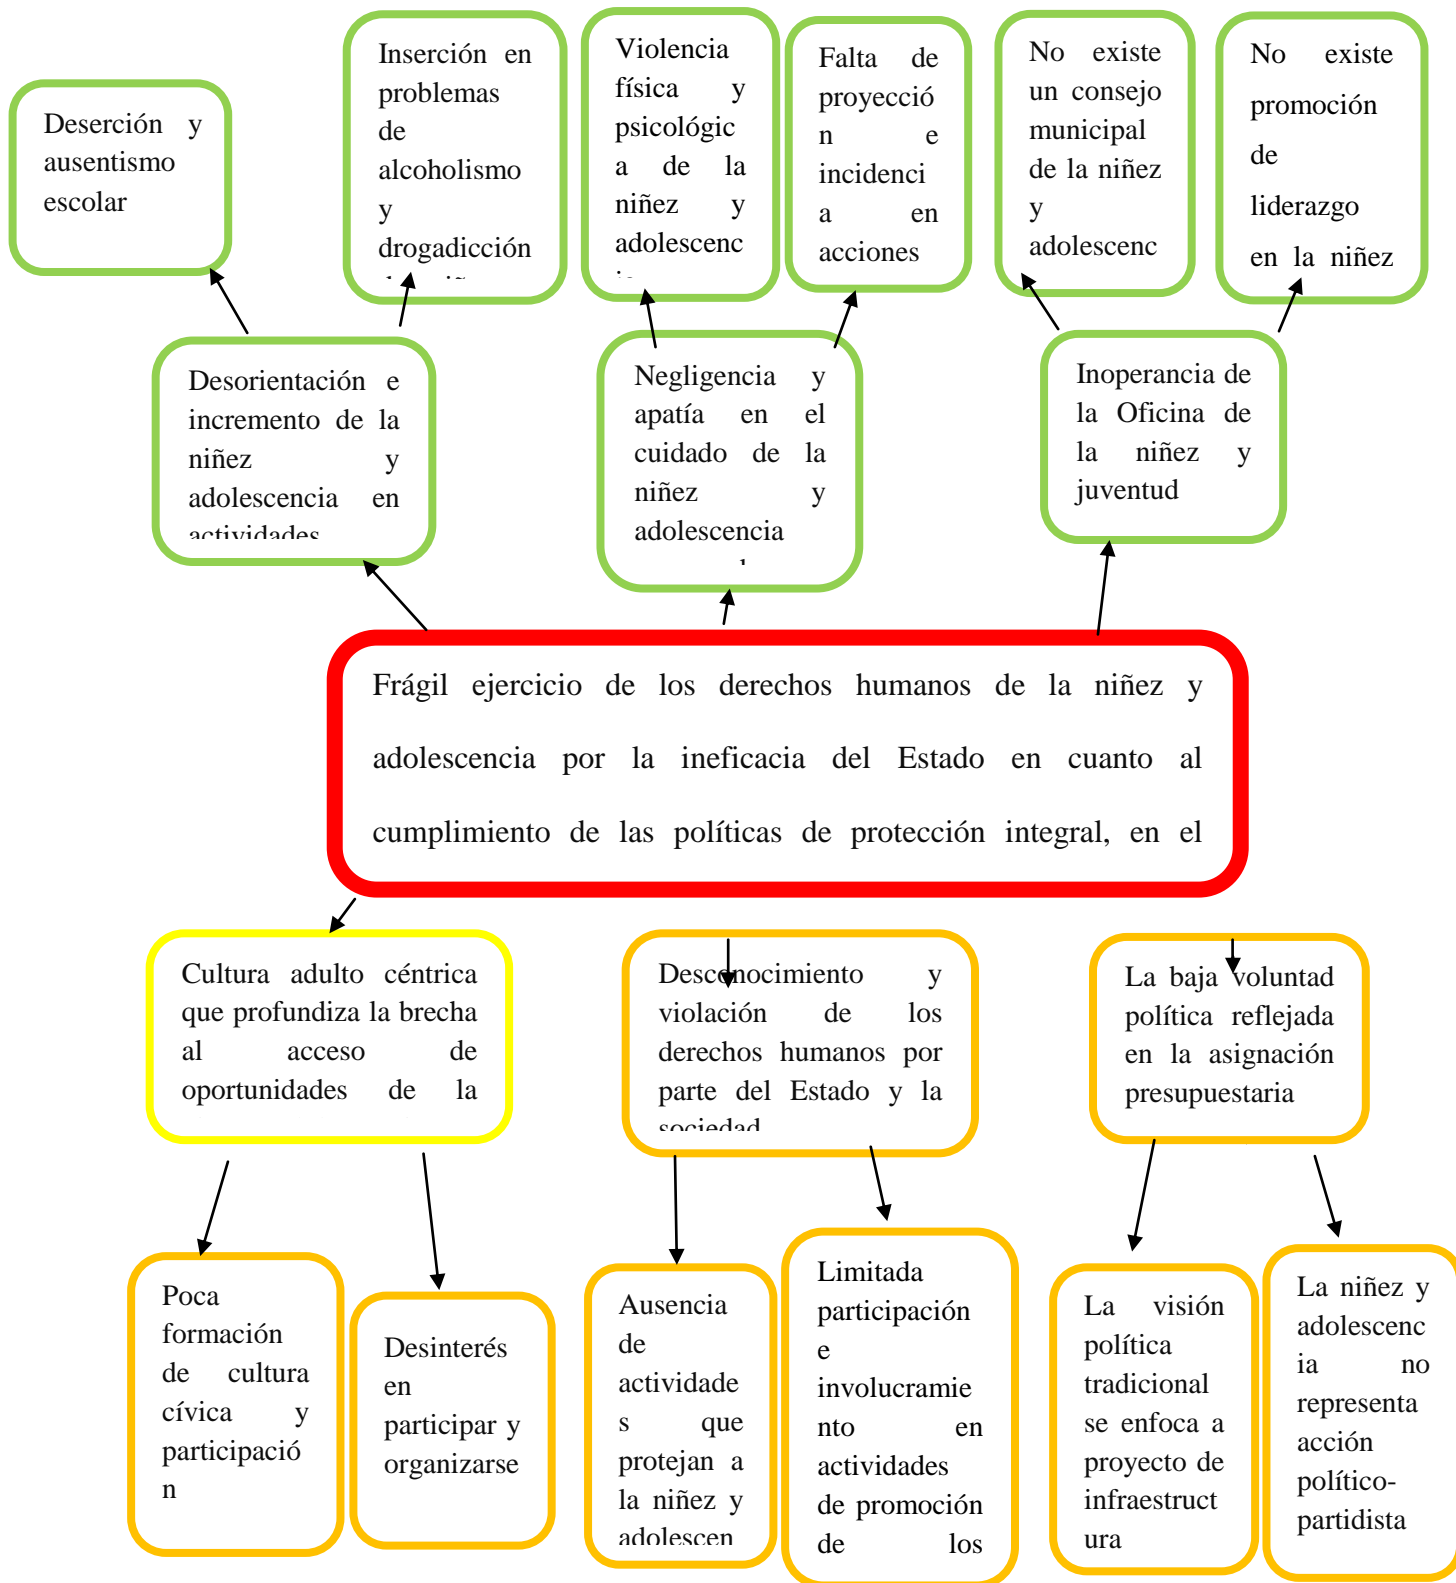 Deserción y
ausentismo
escolar
Inserción en
problemas
de
alcoholismo
y
drogadicción
Violencia
física y
psicológic
a de la
niñez y
adolescenc
Falta de
proyecció
n e
incidenci
a en
acciones
No existe
un consejo
municipal
de la niñez
y
adolescenc
No existe
promoción
de
liderazgo
en la niñez
Desorientación e
incremento de la
niñez y
adolescencia en
actividades
Negligencia y
apatía en el
cuidado de la
niñez y
adolescencia
Inoperancia de
la Oficina de
la niñez y
juventud
Frágil ejercicio de los derechos humanos de la niñez y
adolescencia por la ineficacia del Estado en cuanto al
cumplimiento de las políticas de protección integral, en el
Cultura adulto céntrica
que profundiza la brecha
al acceso de
oportunidades de la
Desconocimiento y
violación de los
derechos humanos por
parte del Estado y la
sociedad
La baja voluntad
política reflejada
en la asignación
presupuestaria
Poca
formación
de cultura
cívica y
participació
n
Desinterés
en
participar y
organizarse
Ausencia
de
actividade
s que
protejan a
la niñez y
adolescen
Limitada
participación
e
involucramie
nto en
actividades
de promoción
de los
La visión
política
tradicional
se enfoca a
proyecto de
infraestruct
ura
La niñez y
adolescenc
ia no
representa
acción
político-
partidista